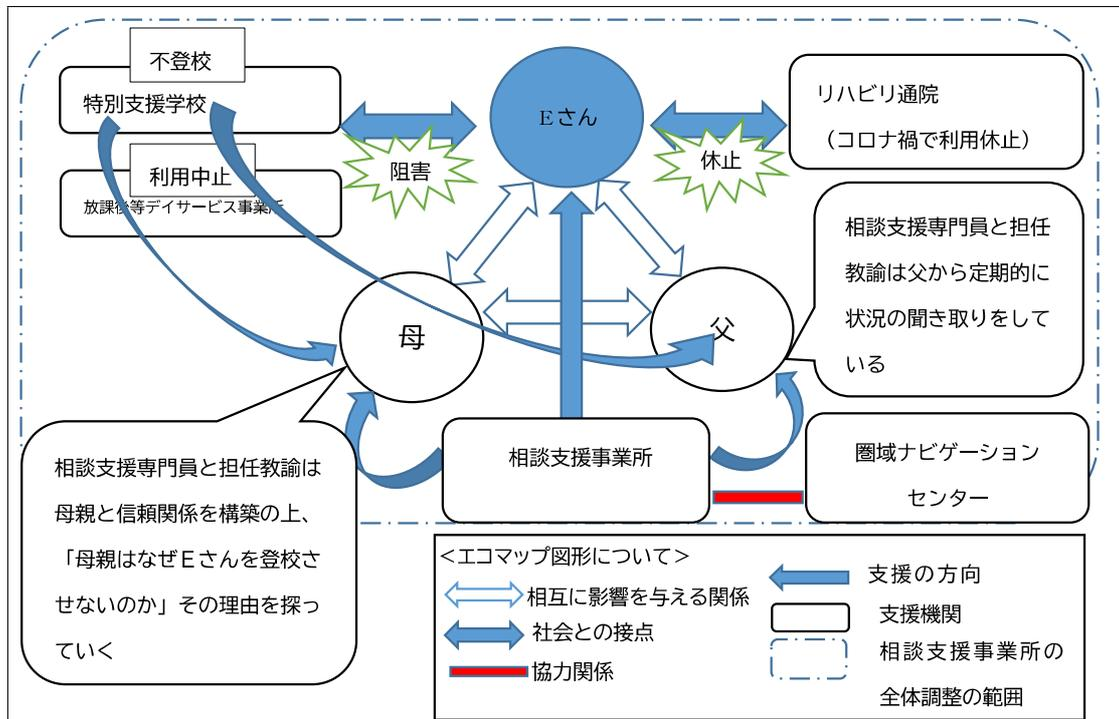 不登校
特別支援学校
利用中止
放課後等デイサービス事業所
阻害
Eさん
休止
リハビリ通院
（コロナ禍で利用休止）
相談支援専門員と担任
教諭は父から定期的に
状況の聞き取りをして
いる
母
父
相談支援専門員と担任教諭は
母親と信頼関係を構築の上、
「母親はなぜＥさんを登校さ
せないのか」その理由を探っ
ていく
相談支援事業所
圏域ナビゲーション
センター
＜エコマップ図形について＞
相互に影響を与える関係
社会との接点
協力関係
支援の方向
支援機関
相談支援事業所の
全体調整の範囲